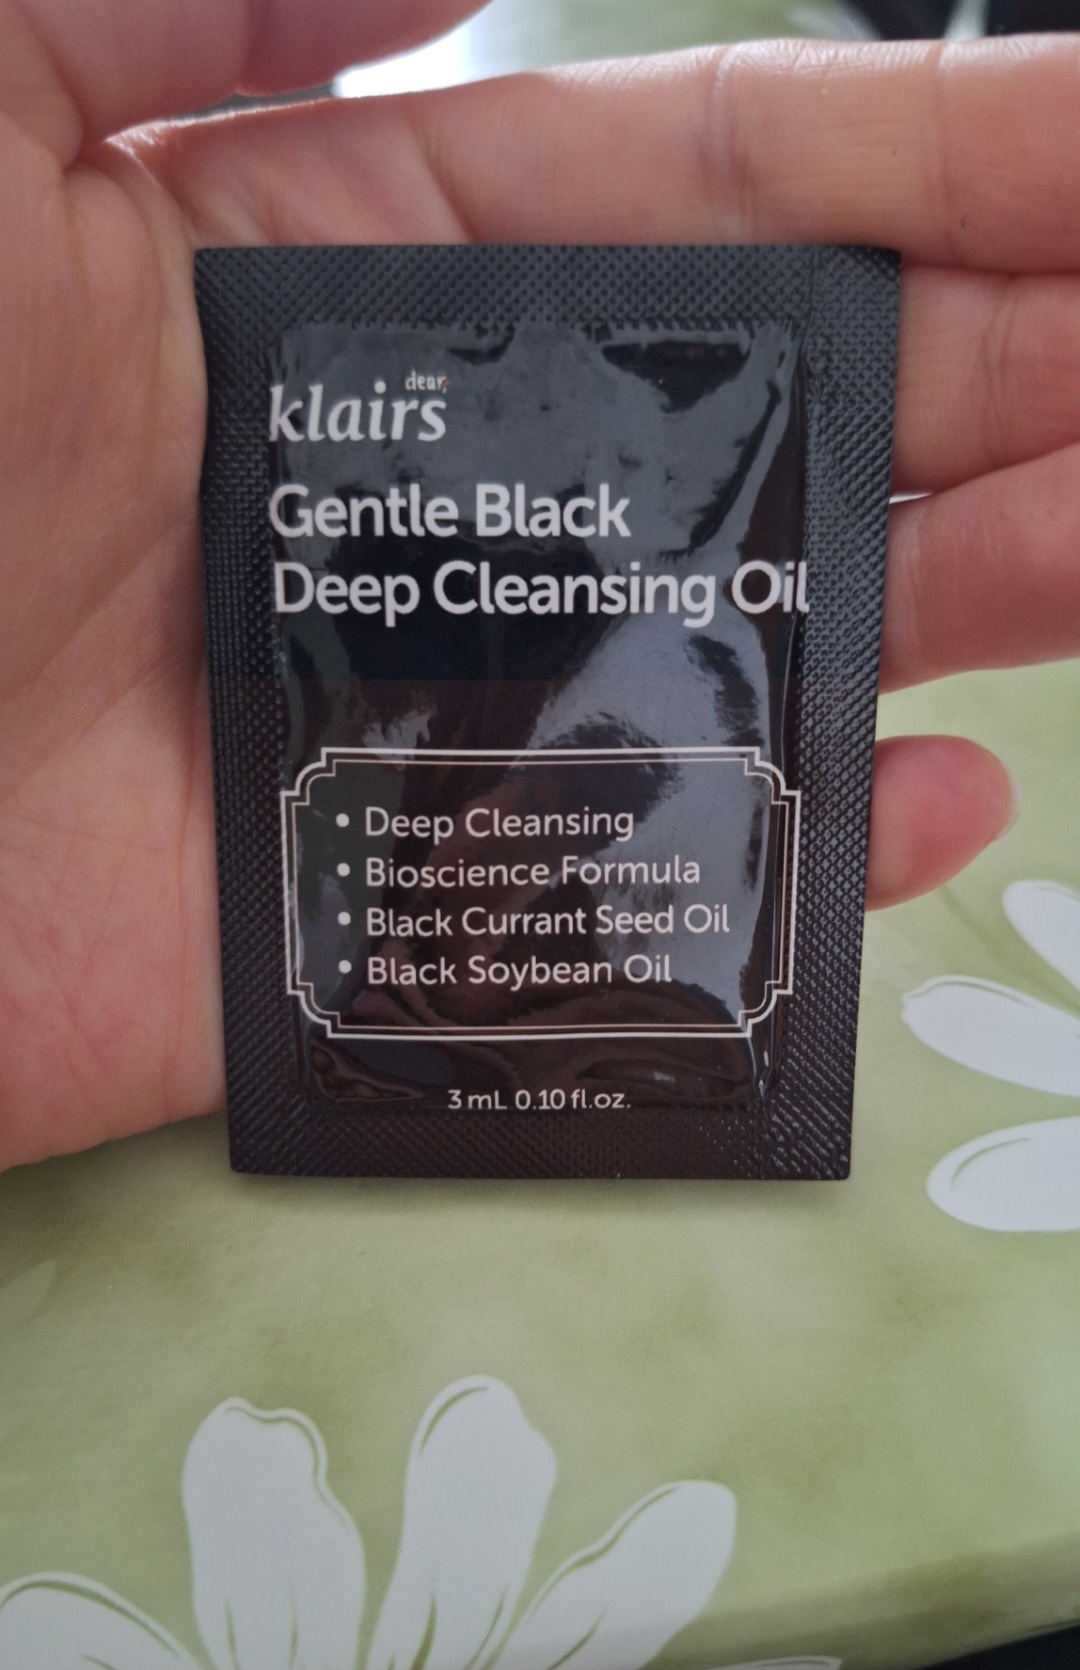 dear,
klairs
Gentle Black
Deep Cleansing Oil
• Deep Cleansing
• Bioscience Formula
• Black Currant Seed Oil
• Black Soybean Oil
3 mL 0.10 fl.oz.